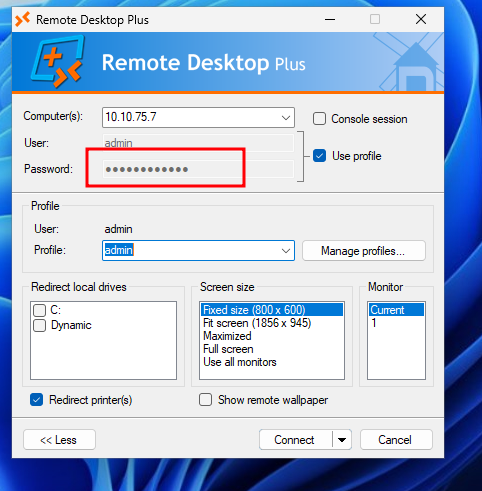 Remote Desktop Plus
Remote Desktop Plus
Computer(s): 10.10.75.7 Console session
User: admin
Use profile
Password: ●●●●●●●●●●●●
Profile
User: admin
Profile: admin Manage profiles...
Redirect local drives Screen size Monitor
C: Fixed size (800 x 600) Current
Dynamic Fit screen (1856 x 945) 1
Maximized
Full screen
Use all monitors
Redirect printer(s) Show remote wallpaper
<< Less Connect Cancel